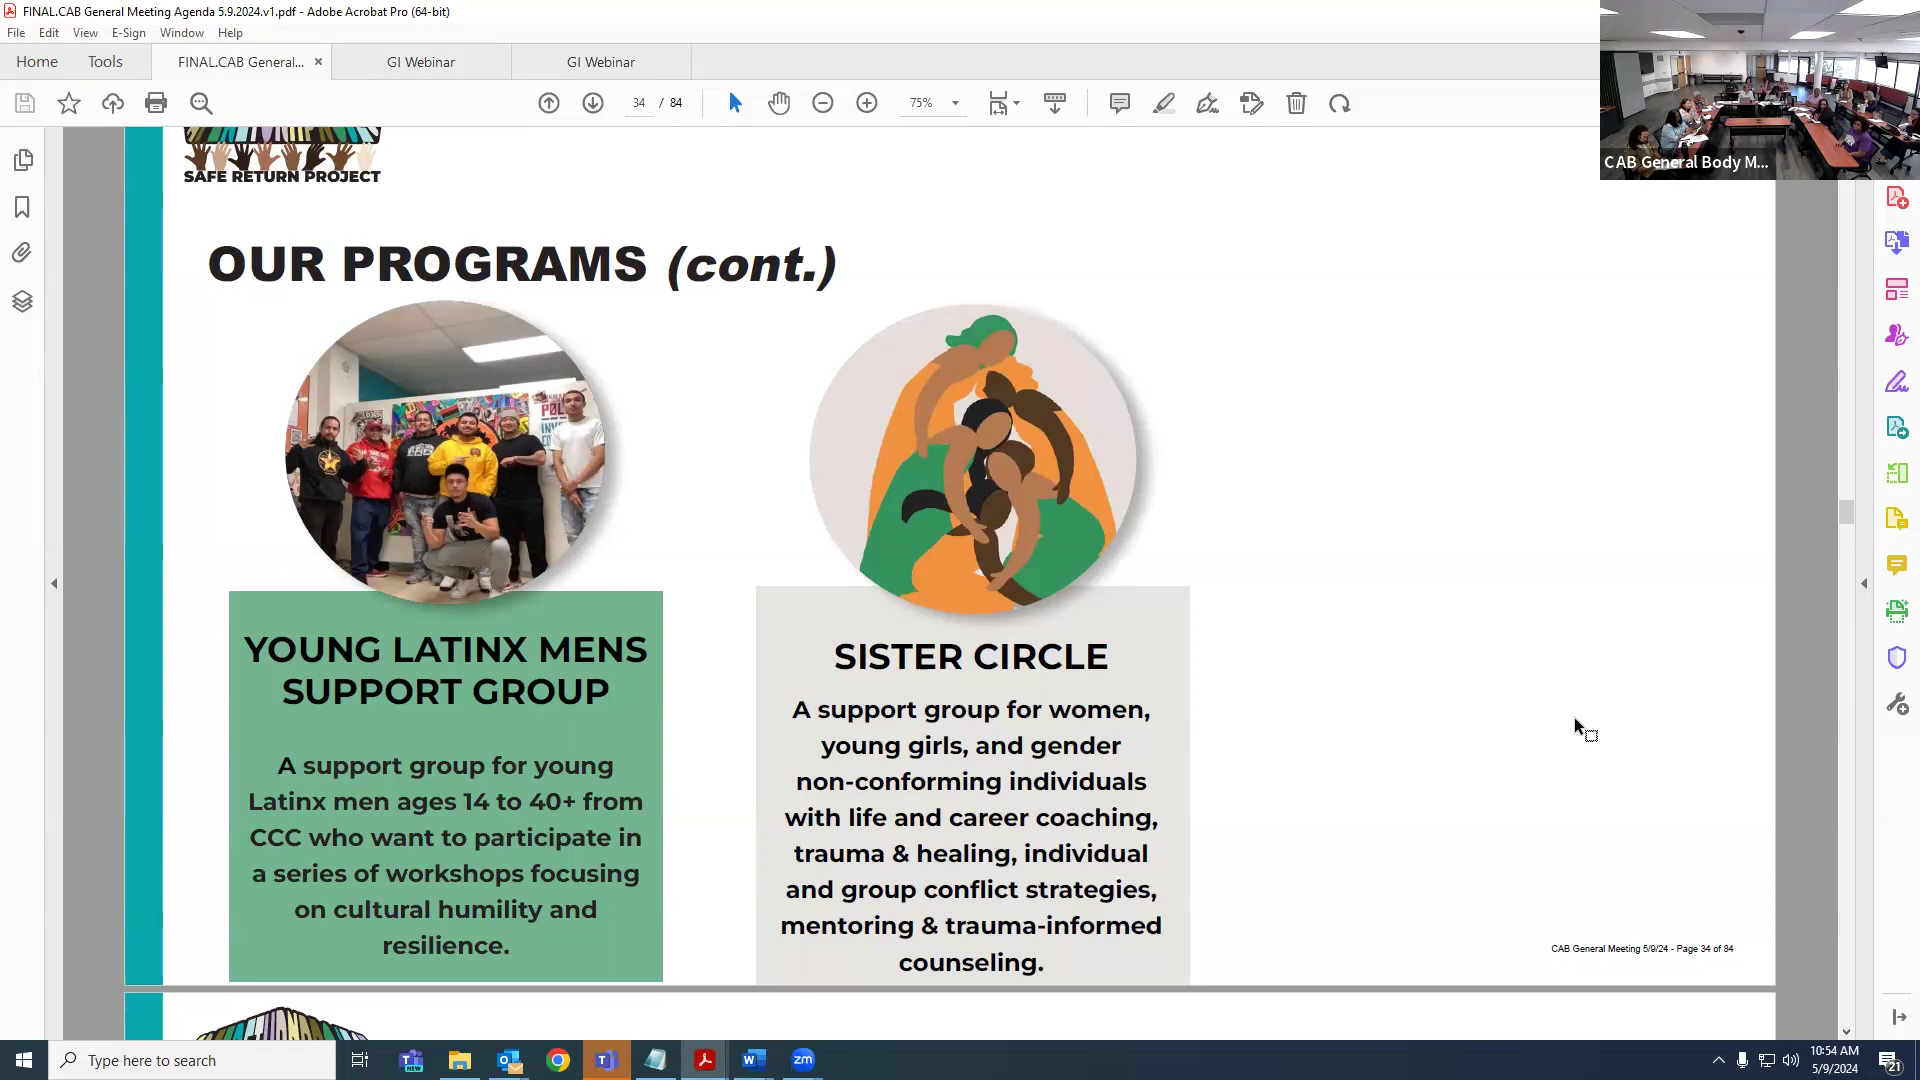 FINAL.CAB General Meeting Agenda 5.9.2024.v1.pdf - Adobe Acrobat Pro (64-bit)
File Edit View E-Sign Window Help
Home Tools FINAL.CAB General... × GI Webinar GI Webinar
34 / 84 75%
CAB General Body M...
SAFE RETURN PROJECT
OUR PROGRAMS (cont.)
YOUNG LATINX MENS
SUPPORT GROUP
A support group for young
Latinx men ages 14 to 40+ from
CCC who want to participate in
a series of workshops focusing
on cultural humility and
resilience.
SISTER CIRCLE
A support group for women,
young girls, and gender
non-conforming individuals
with life and career coaching,
trauma & healing, individual
and group conflict strategies,
mentoring & trauma-informed
counseling.
CAB General Meeting 5/9/24 - Page 34 of 84
Type here to search
10:54 AM
5/9/2024
21